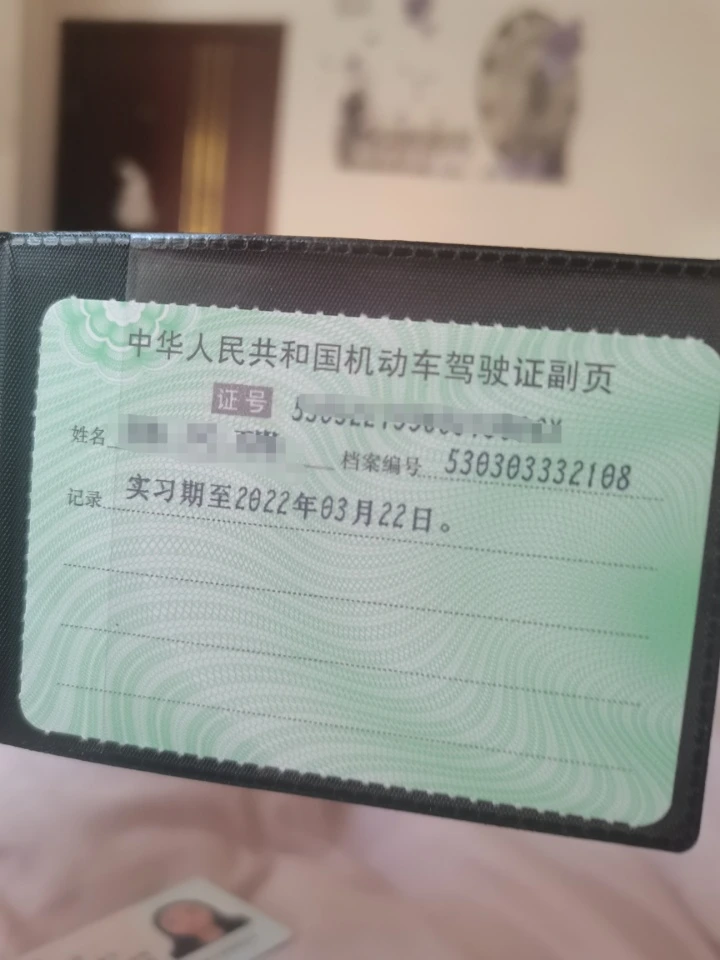 中华人民共和国机动车驾驶证副页
证号
姓名 档案编号 530303332108
记录 实习期至2022年03月22日。